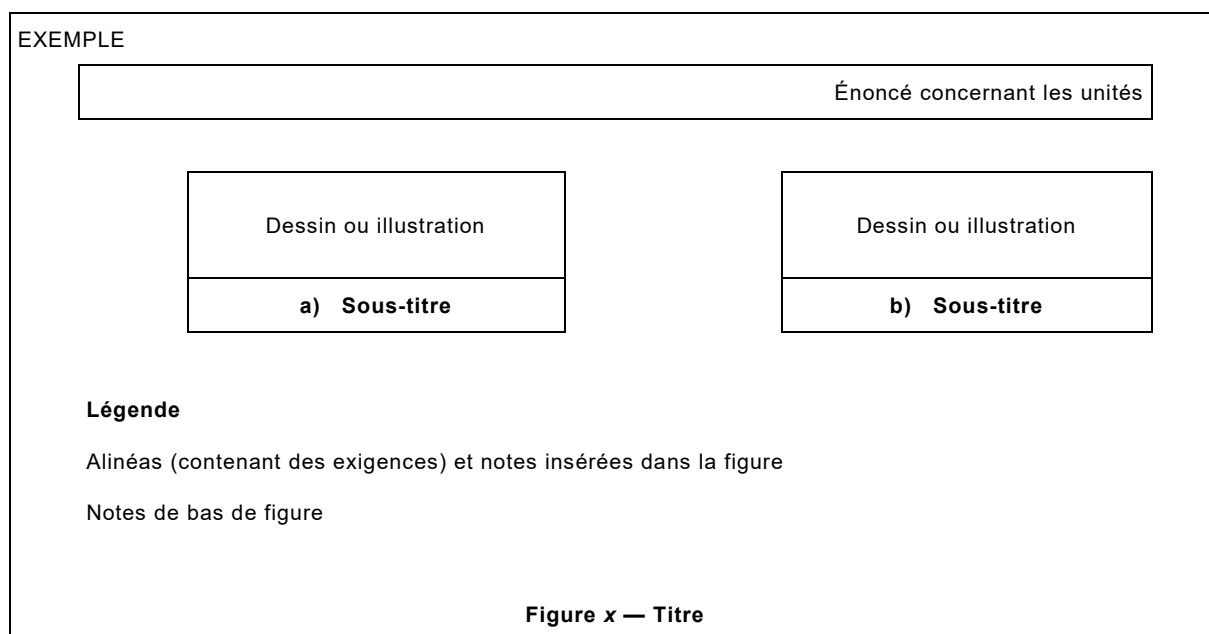 EXEMPLE
Énoncé concernant les unités
Dessin ou illustration
a) Sous-titre
Dessin ou illustration
b) Sous-titre
Légende
Alinéas (contenant des exigences) et notes insérées dans la figure
Notes de bas de figure
Figure x — Titre